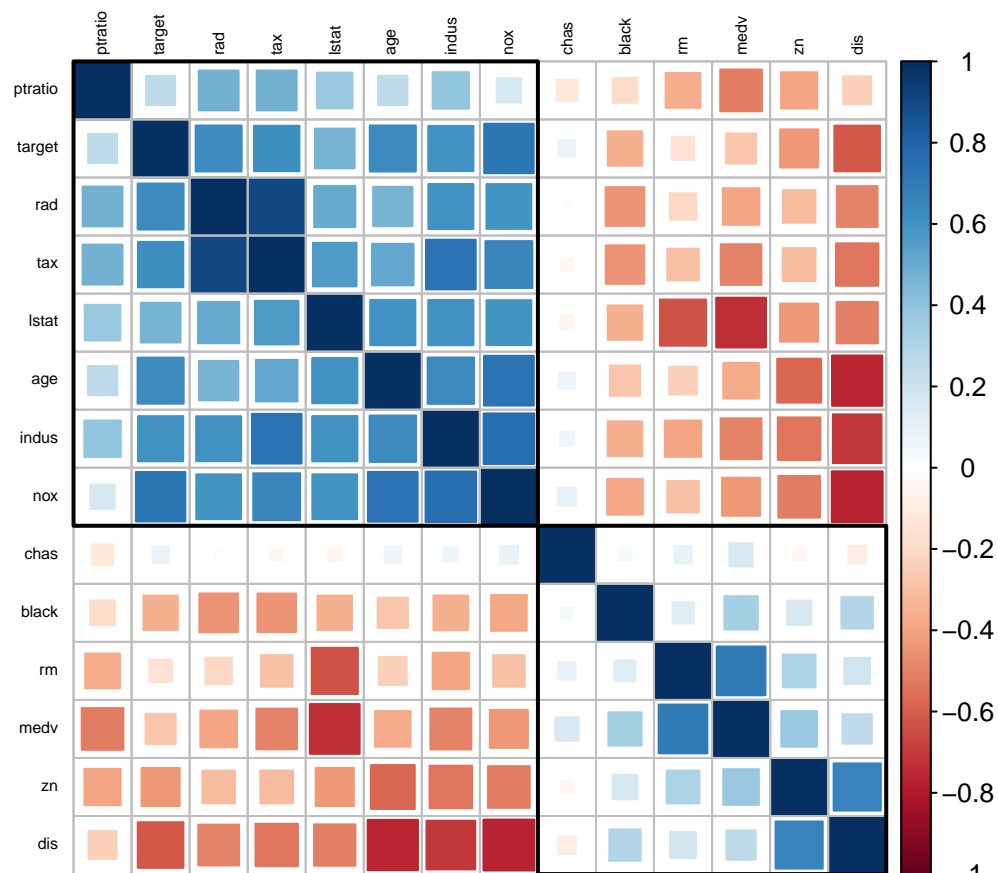 ptratio target rad tax lstat age indus nox chas black rm medv zn dis
ptratio
target
rad
tax
lstat
age
indus
nox
chas
black
rm
medv
zn
dis
1
0.8
0.6
0.4
0.2
0
−0.2
−0.4
−0.6
−0.8
−1